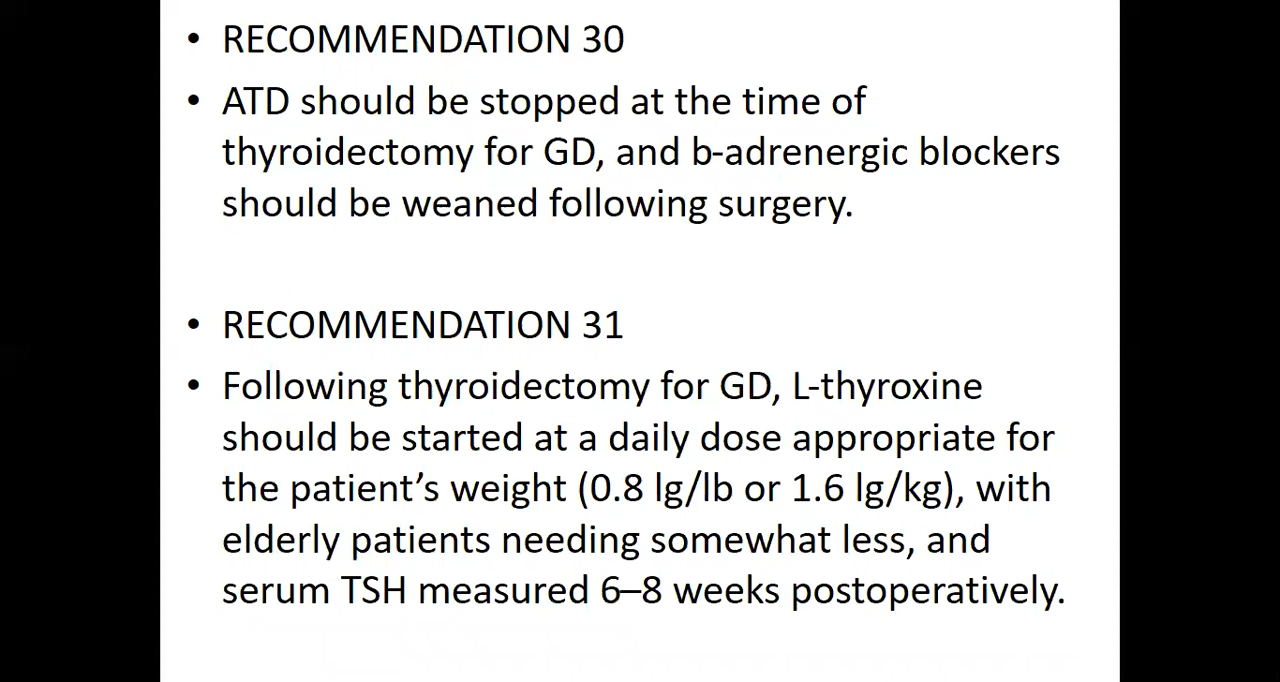 • RECOMMENDATION 30
• ATD should be stopped at the time of
thyroidectomy for GD, and b-adrenergic blockers
should be weaned following surgery.
• RECOMMENDATION 31
• Following thyroidectomy for GD, L-thyroxine
should be started at a daily dose appropriate for
the patient’s weight (0.8 lg/lb or 1.6 lg/kg), with
elderly patients needing somewhat less, and
serum TSH measured 6–8 weeks postoperatively.